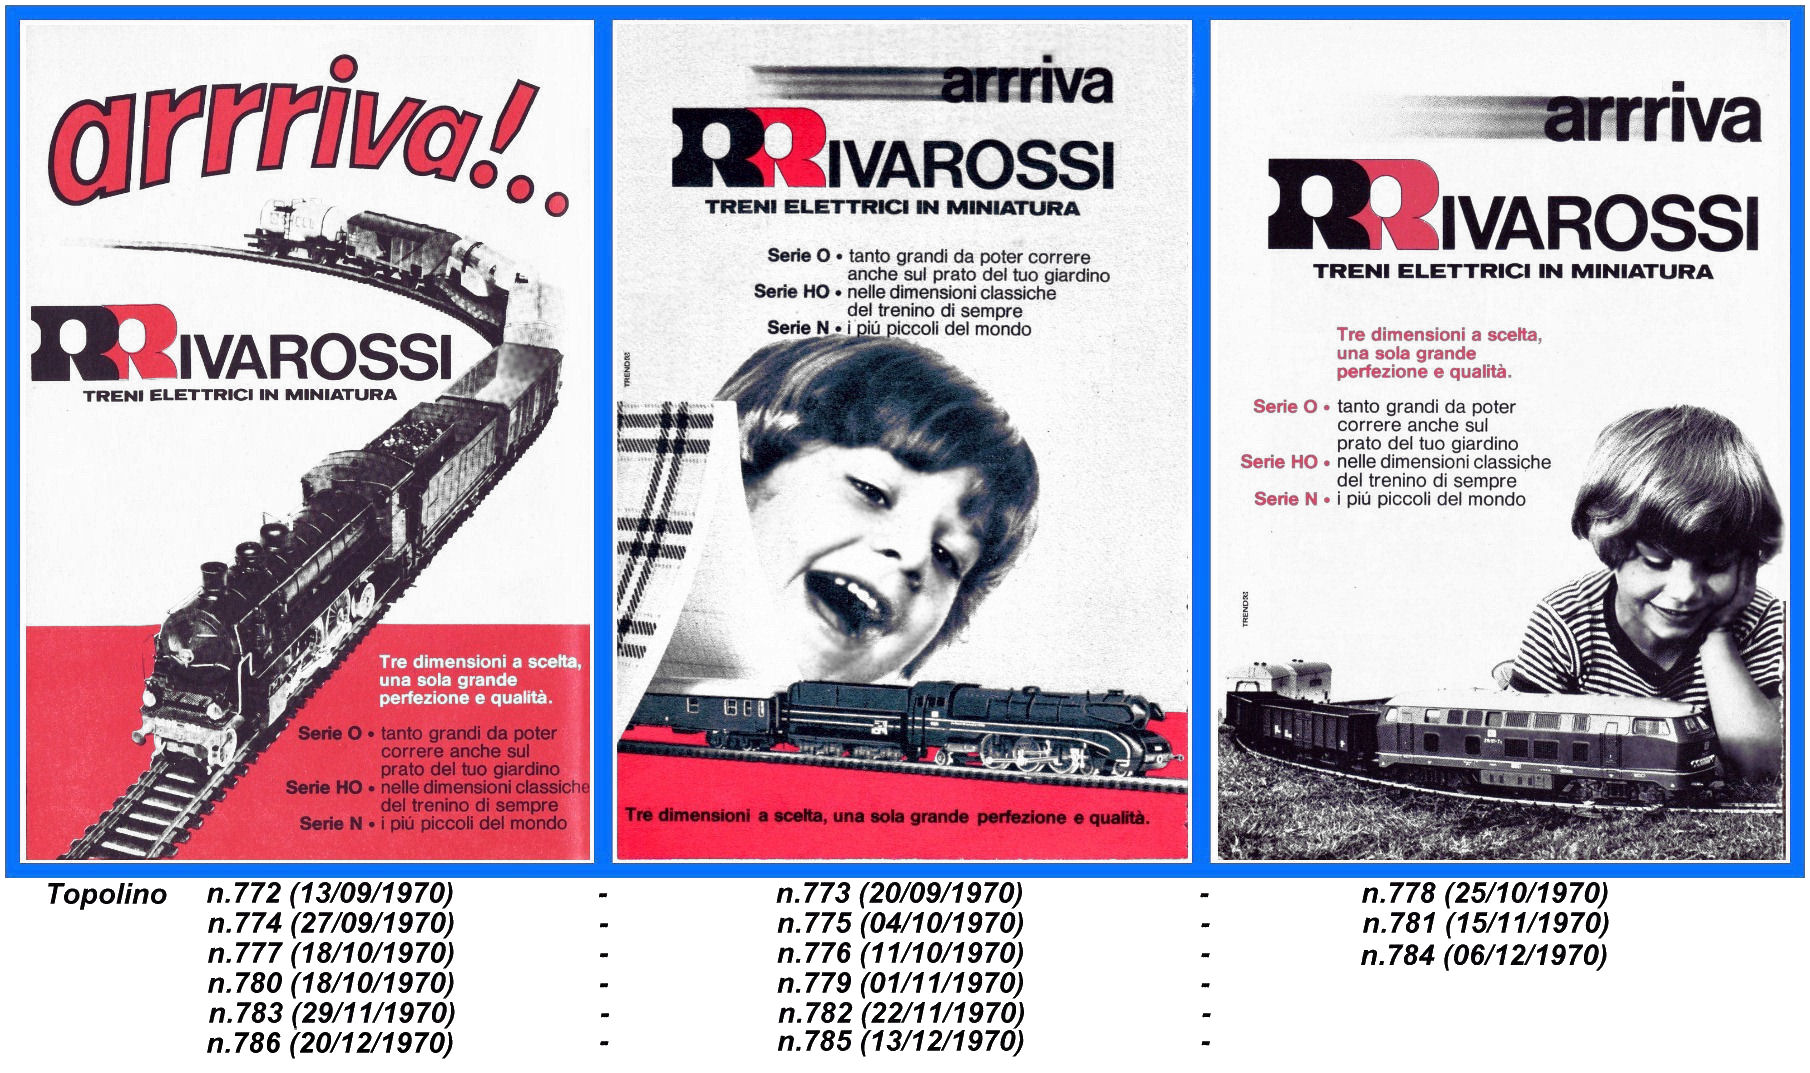 arrriva!..
RRIVAROSSI
TRENI ELETTRICI IN MINIATURA
Tre dimensioni a scelta,
una sola grande
perfezione e qualità.
Serie O • tanto grandi da poter
correre anche sul
prato del tuo giardino
Serie HO • nelle dimensioni classiche
del trenino di sempre
Serie N • i piú piccoli del mondo
arrriva
RRIVAROSSI
TRENI ELETTRICI IN MINIATURA
Serie O • tanto grandi da poter correre
anche sul prato del tuo giardino
Serie HO • nelle dimensioni classiche
del trenino di sempre
Serie N • i piú piccoli del mondo
Tre dimensioni a scelta, una sola grande perfezione e qualità.
arrriva
RRIVAROSSI
TRENI ELETTRICI IN MINIATURA
Tre dimensioni a scelta,
una sola grande
perfezione e qualità.
Serie O • tanto grandi da poter
correre anche sul
prato del tuo giardino
Serie HO • nelle dimensioni classiche
del trenino di sempre
Serie N • i piú piccoli del mondo
Topolino n.772 (13/09/1970) - n.773 (20/09/1970) - n.778 (25/10/1970)
n.774 (27/09/1970) - n.775 (04/10/1970) - n.781 (15/11/1970)
n.777 (18/10/1970) - n.776 (11/10/1970) - n.784 (06/12/1970)
n.780 (18/10/1970) - n.779 (01/11/1970) -
n.783 (29/11/1970) - n.782 (22/11/1970) -
n.786 (20/12/1970) - n.785 (13/12/1970) -